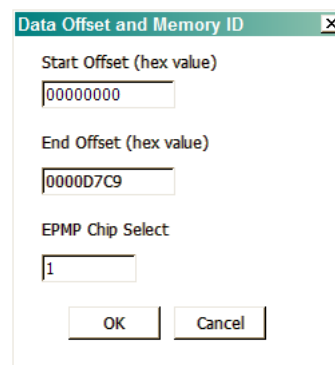 Data Offset and Memory ID
Start Offset (hex value)
00000000
End Offset (hex value)
0000D7C9
EPMP Chip Select
1
OK Cancel